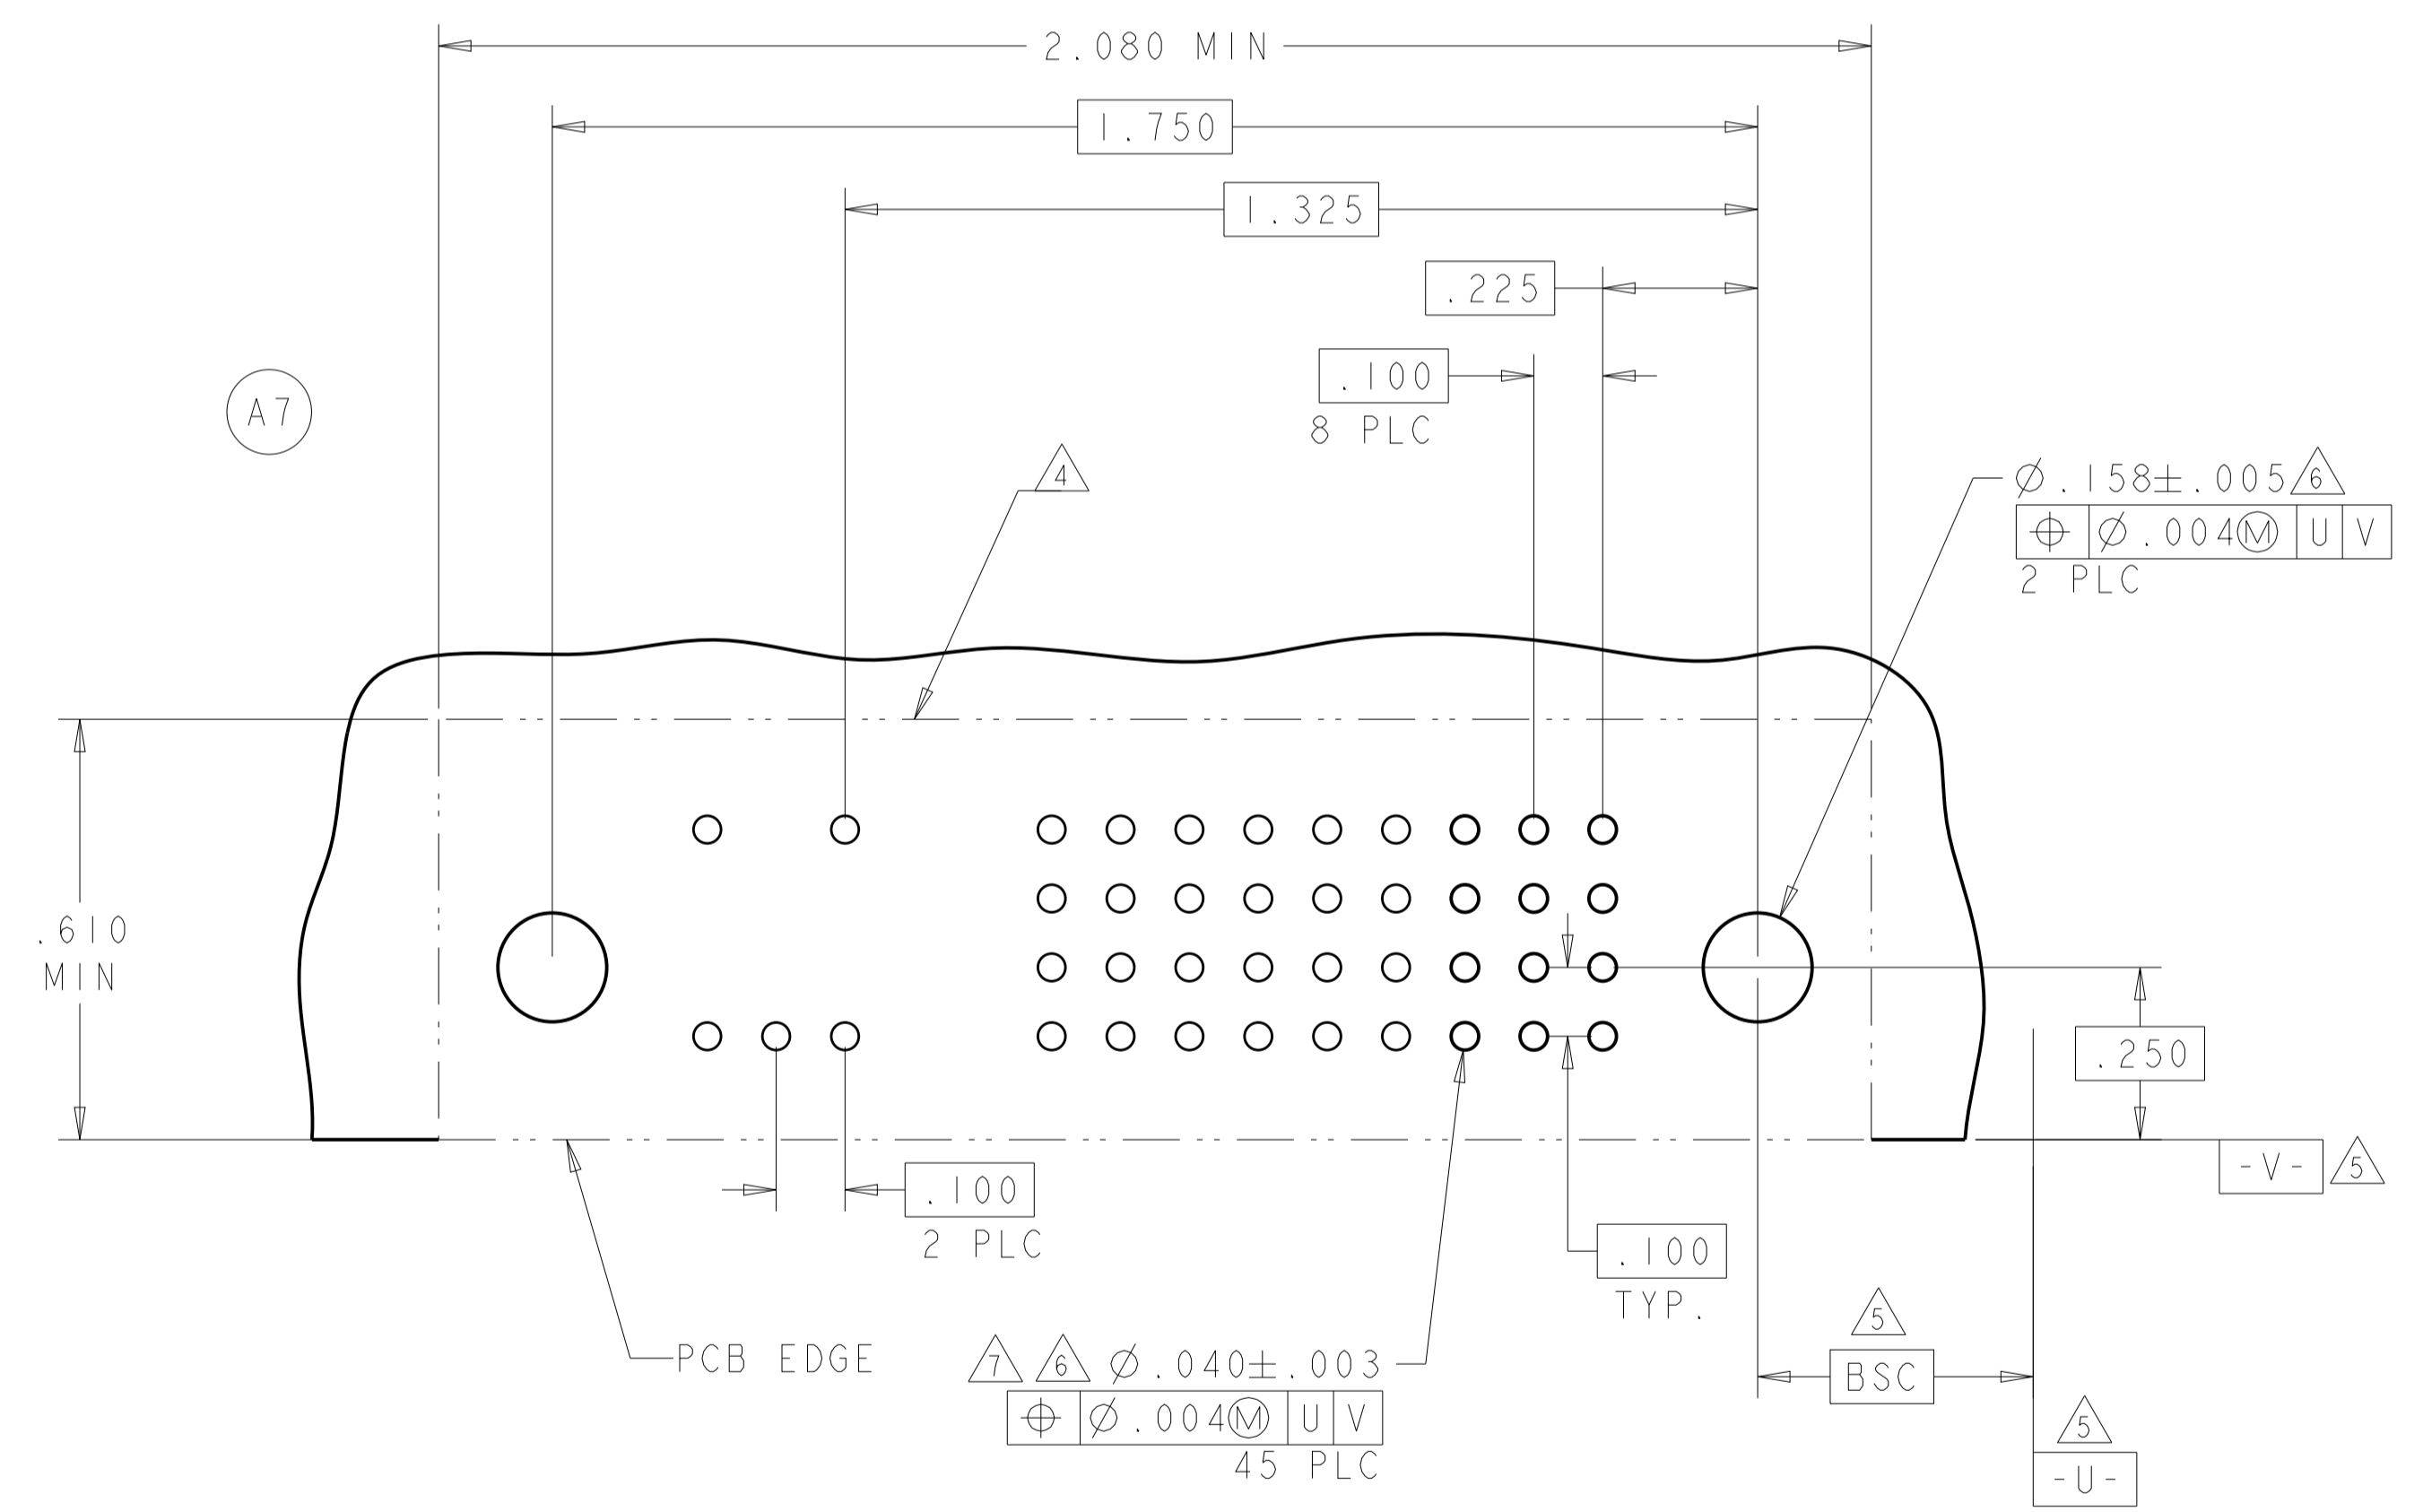 2.080 MIN
1.750
1.325
.225
.100
8 PLC
A7
4
⌀.158±.005 6
⌖ ⌀.004Ⓜ U V
2 PLC
.610
MIN
.250
-V- 5
.100
2 PLC
.100
TYP.
PCB EDGE
7 6 ⌀.040±.003
⌖ ⌀.004Ⓜ U V
45 PLC
5
BSC
5
-U-